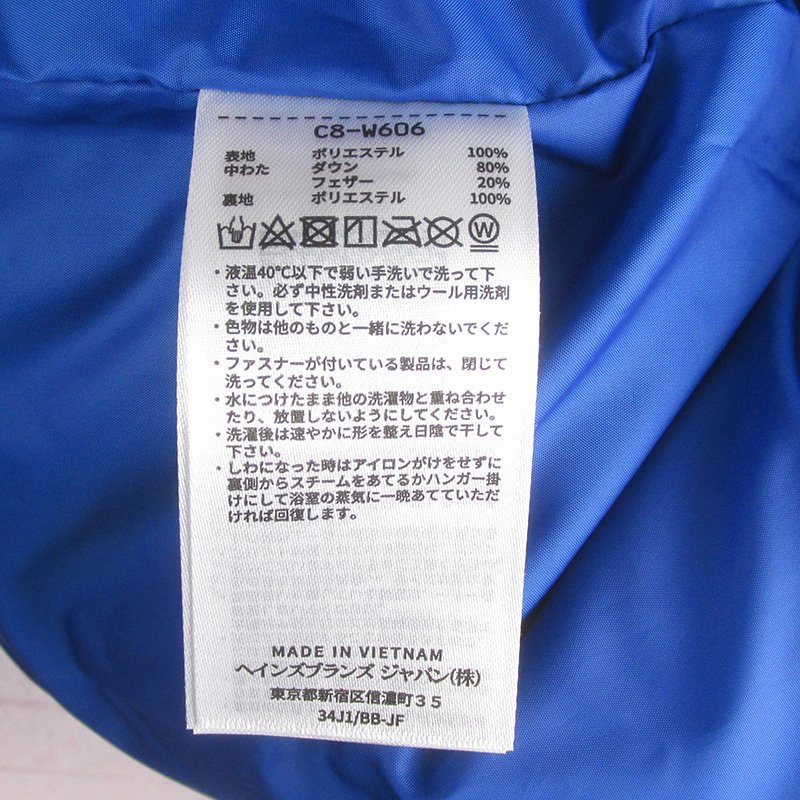 C8-W606
表地 ポリエステル 100%
中わた ダウン 80%
フェザー 20%
裏地 ポリエステル 100%
W
・液温40℃以下で弱い手洗いで洗って下
さい。必ず中性洗剤またはウール用洗剤
を使用して下さい。
・色物は他のものと一緒に洗わないでくだ
さい。
・ファスナーが付いている製品は、閉じて
洗ってください。
・水につけたまま他の洗濯物と重ね合わせ
たり、放置しないようにしてください。
・洗濯後は速やかに形を整え日陰で干して
下さい。
・しわになった時はアイロンがけをせずに
裏側からスチームをあてるかハンガー掛
けにして浴室の蒸気に一晩あてていただ
ければ回復します。
MADE IN VIETNAM
ヘインズブランズ ジャパン(株)
東京都新宿区信濃町35
34J1/BB-JF